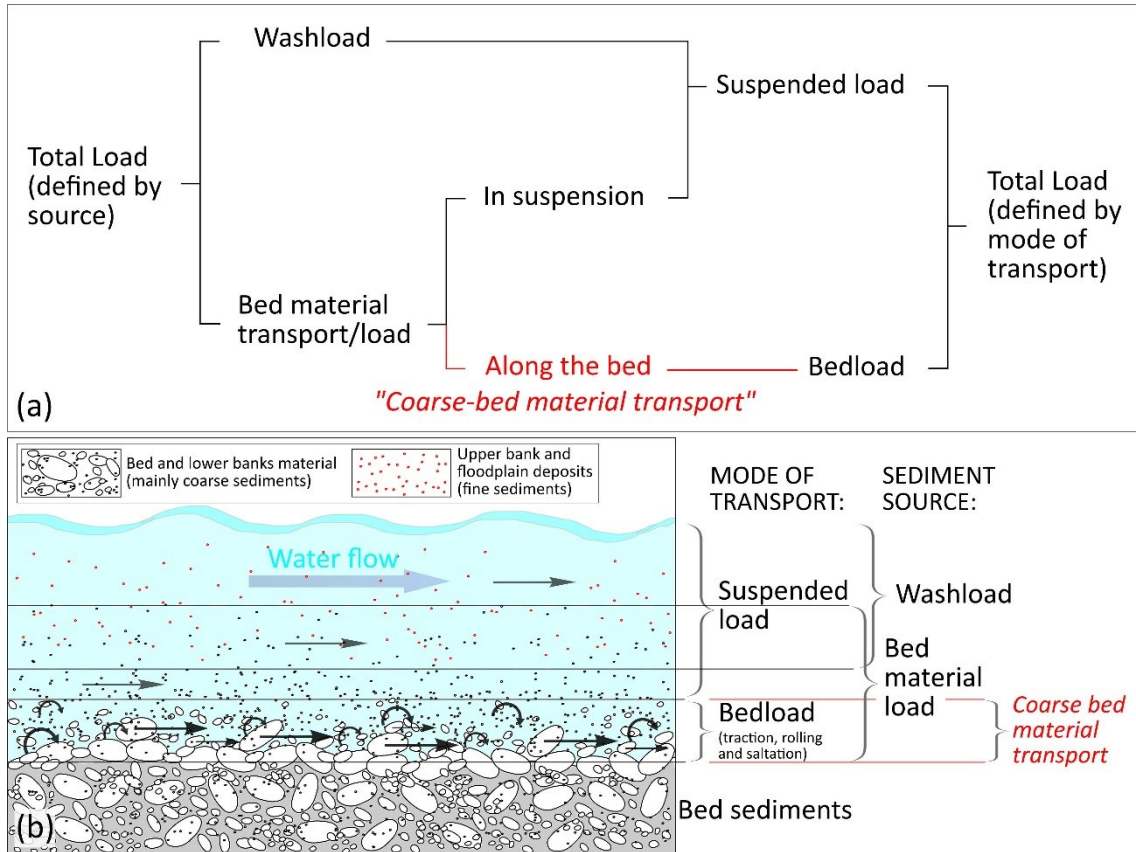 Washload
Suspended load
Total Load
(defined by
source)
In suspension
Total Load
(defined by
mode of
transport)
Bed material
transport/load
Along the bed
Bedload
"Coarse-bed material transport"
(a)
Bed and lower banks material
(mainly coarse sediments)
Upper bank and
floodplain deposits
(fine sediments)
MODE OF
TRANSPORT:
SEDIMENT
SOURCE:
Water flow
Suspended
load
Washload
Bed
material
load
Bedload
(traction, rolling
and saltation)
Coarse bed
material
transport
Bed sediments
(b)